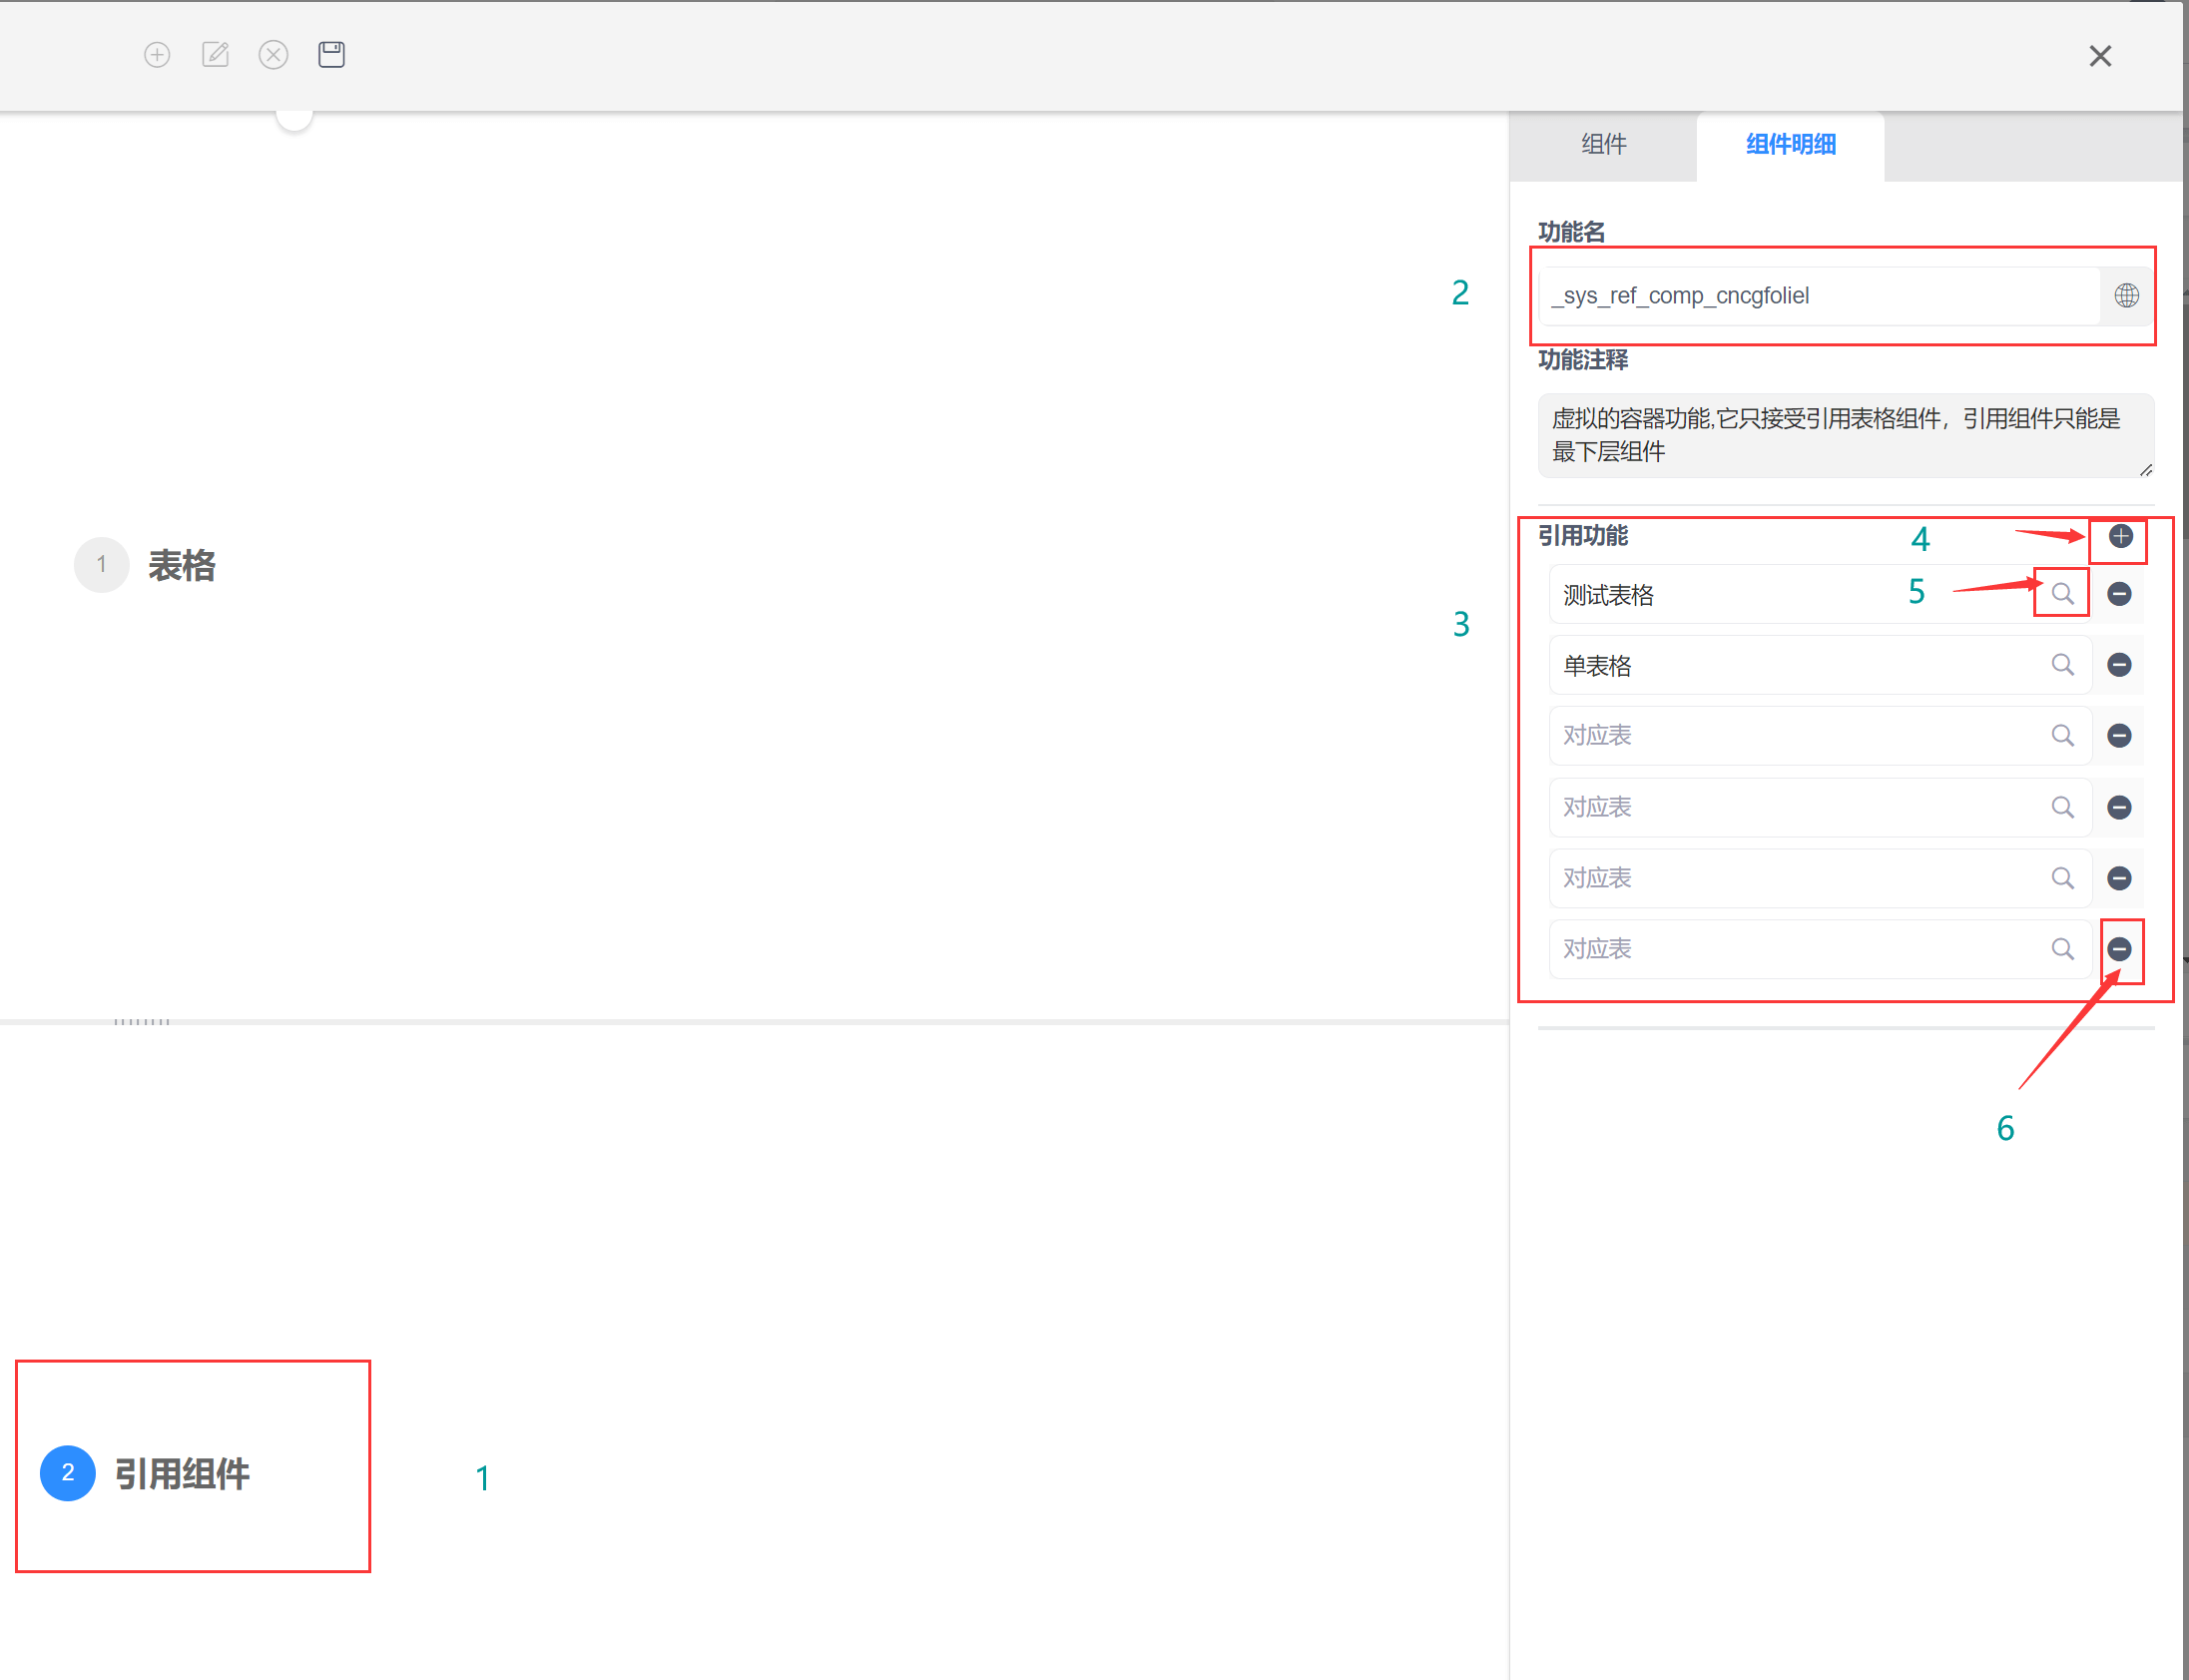 组件
组件明细
功能名
2
_sys_ref_comp_cncgfoliel
功能注释
虚拟的容器功能,它只接受引用表格组件，引用组件只能是
最下层组件
引用功能
4
1
表格
测试表格
5
3
单表格
对应表
对应表
对应表
对应表
6
2
引用组件
1